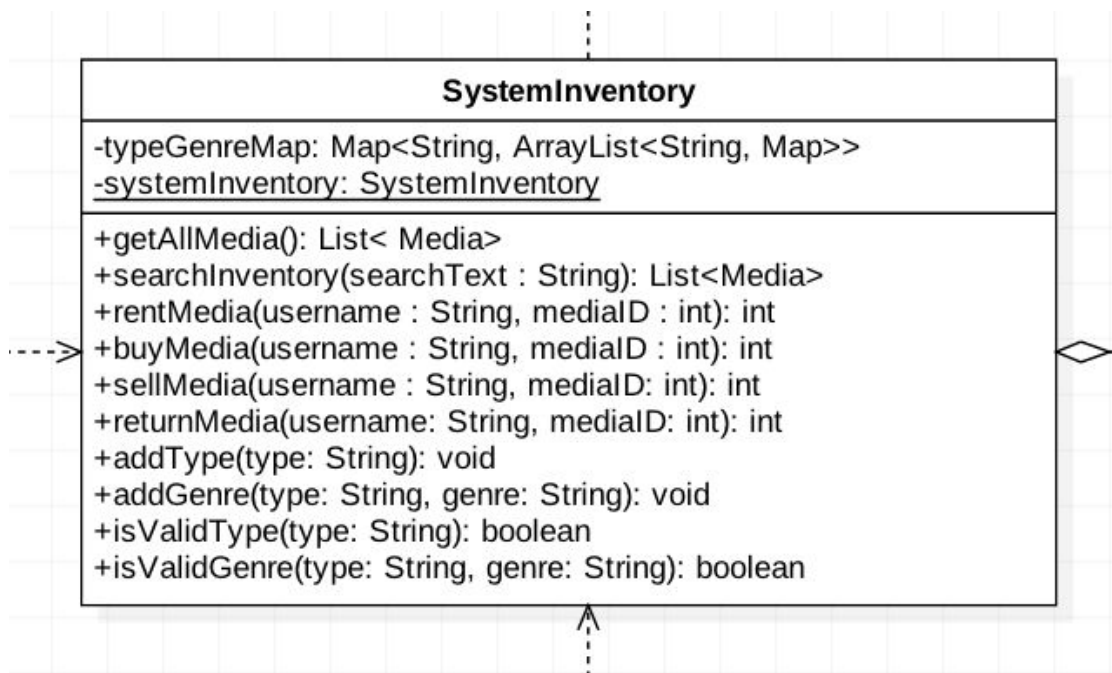 SystemInventory
-typeGenreMap: Map<String, ArrayList<String, Map>>
-systemInventory: SystemInventory
+getAllMedia(): List< Media>
+searchInventory(searchText : String): List<Media>
+rentMedia(username : String, mediaID : int): int
+buyMedia(username : String, mediaID : int): int
+sellMedia(username : String, mediaID: int): int
+returnMedia(username: String, mediaID: int): int
+addType(type: String): void
+addGenre(type: String, genre: String): void
+isValidType(type: String): boolean
+isValidGenre(type: String, genre: String): boolean